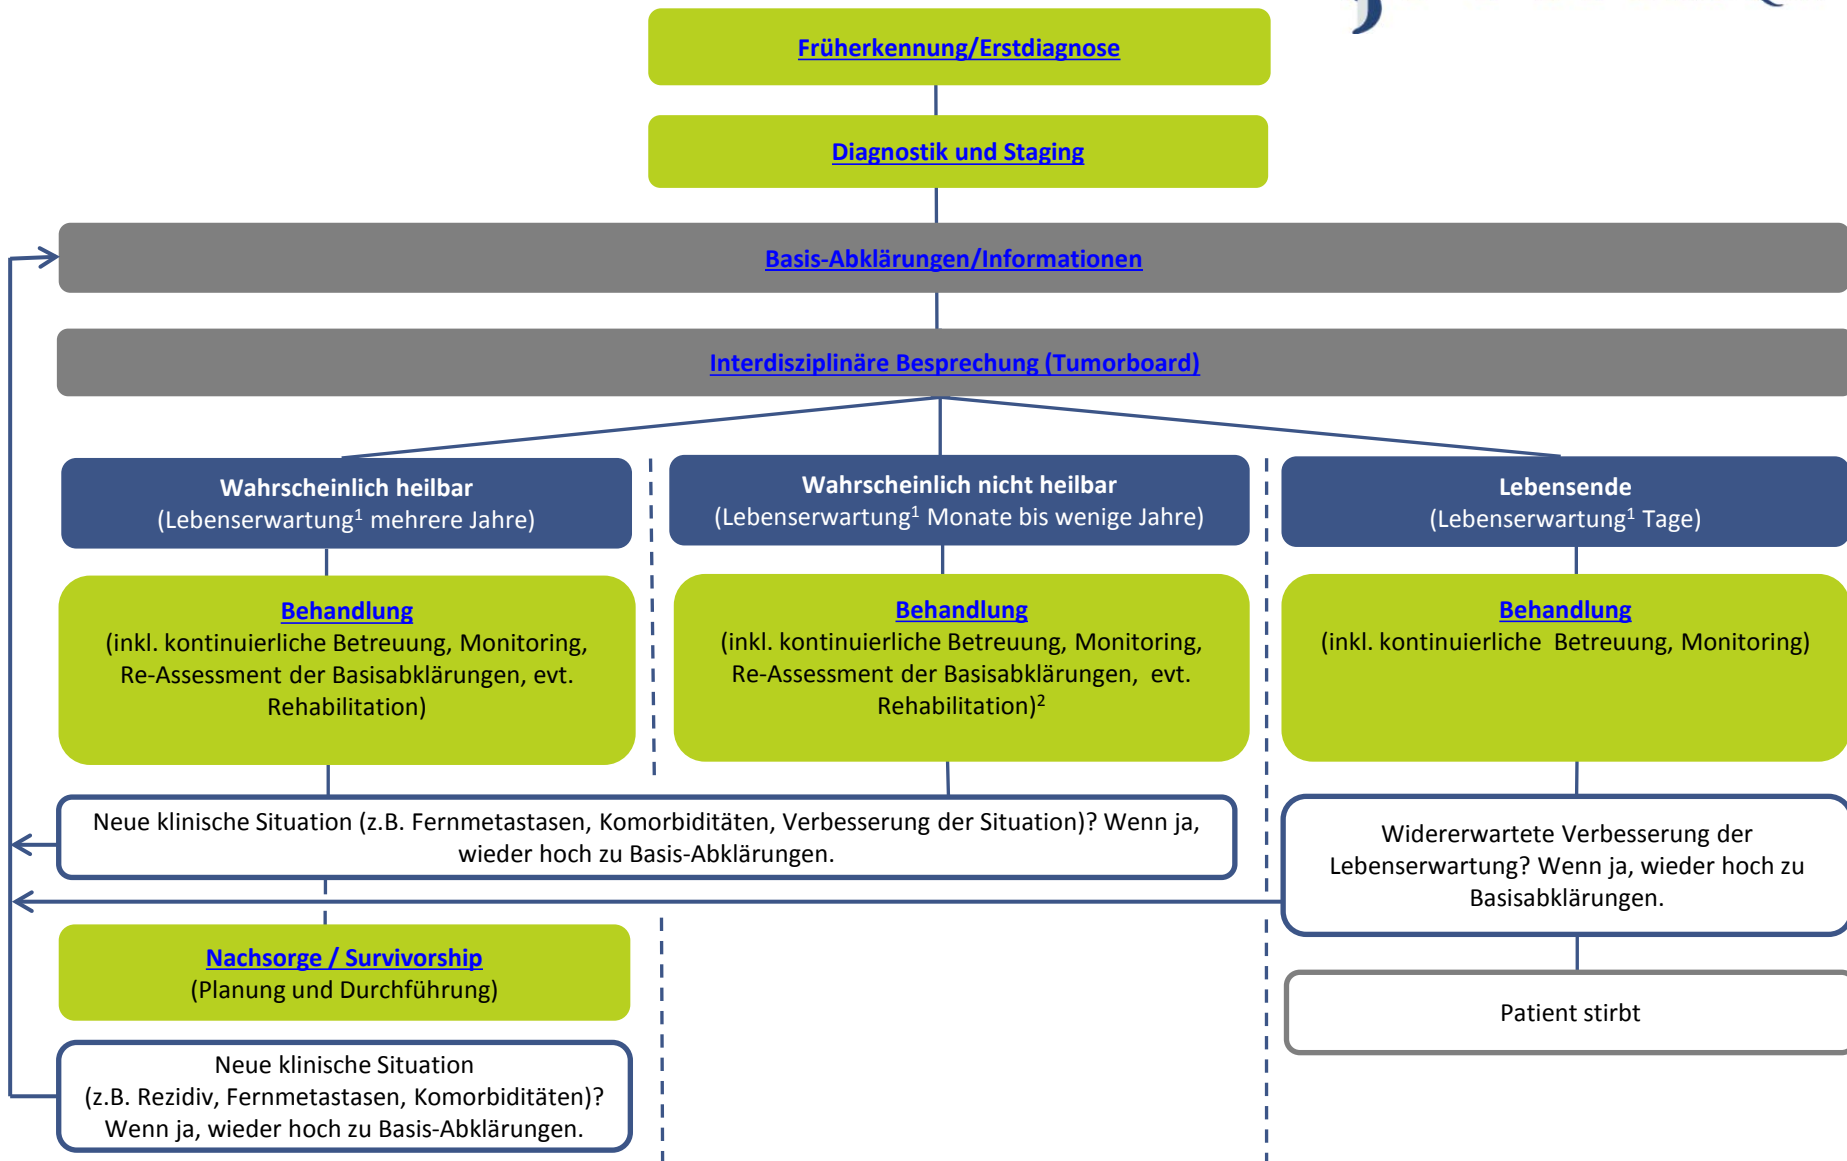 Früherkennung/Erstdiagnose
Diagnostik und Staging
Basis-Abklärungen/Informationen
Interdisziplinäre Besprechung (Tumorboard)
Wahrscheinlich heilbar
(Lebenserwartung¹ mehrere Jahre)
Wahrscheinlich nicht heilbar
(Lebenserwartung¹ Monate bis wenige Jahre)
Lebensende
(Lebenserwartung¹ Tage)
Behandlung
(inkl. kontinuierliche Betreuung, Monitoring,
Re-Assessment der Basisabklärungen, evt.
Rehabilitation)
Behandlung
(inkl. kontinuierliche Betreuung, Monitoring,
Re-Assessment der Basisabklärungen, evt.
Rehabilitation)²
Behandlung
(inkl. kontinuierliche Betreuung, Monitoring)
Neue klinische Situation (z.B. Fernmetastasen, Komorbiditäten, Verbesserung der Situation)? Wenn ja,
wieder hoch zu Basis-Abklärungen.
Widererwartete Verbesserung der
Lebenserwartung? Wenn ja, wieder hoch zu
Basisabklärungen.
Nachsorge / Survivorship
(Planung und Durchführung)
Patient stirbt
Neue klinische Situation
(z.B. Rezidiv, Fernmetastasen, Komorbiditäten)?
Wenn ja, wieder hoch zu Basis-Abklärungen.